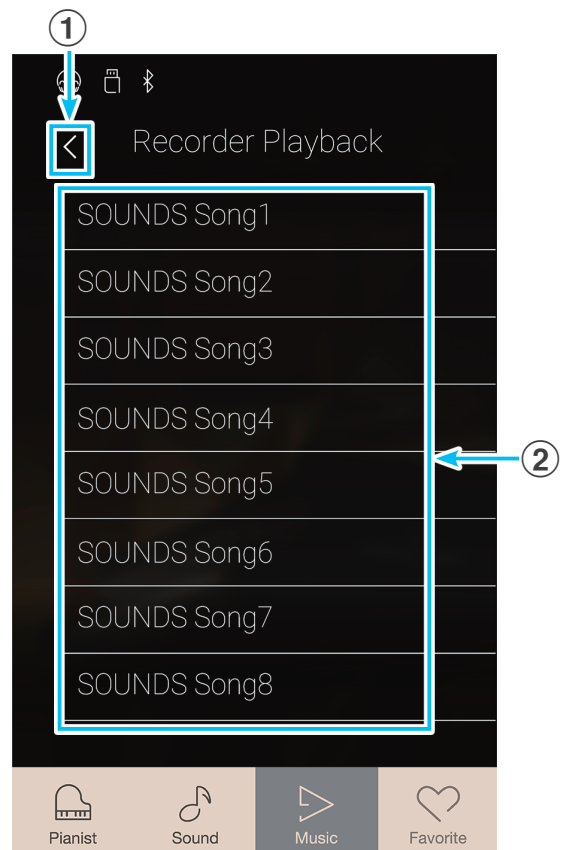 1
Recorder Playback
SOUNDS Song1
SOUNDS Song2
SOUNDS Song3
SOUNDS Song4
2
SOUNDS Song5
SOUNDS Song6
SOUNDS Song7
SOUNDS Song8
Pianist Sound Music Favorite